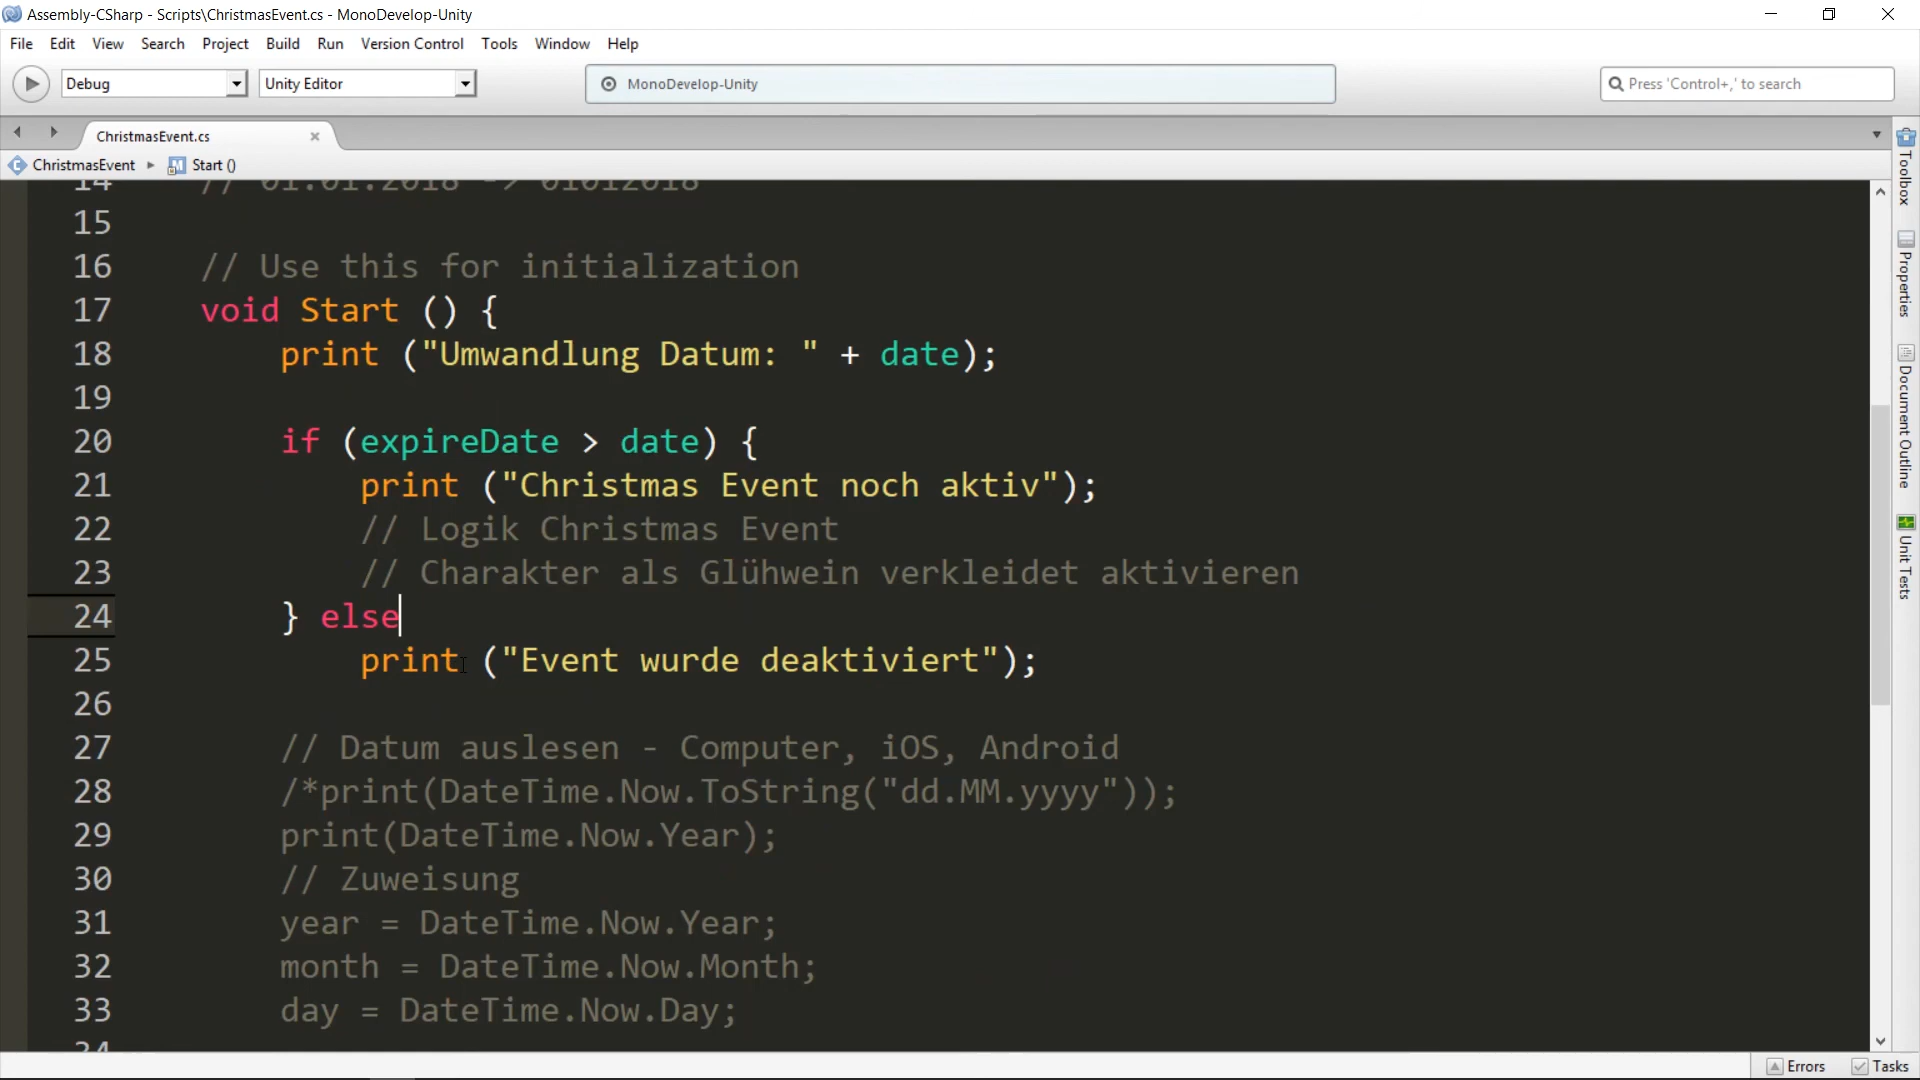 Assembly-CSharp - Scripts\ChristmasEvent.cs - MonoDevelop-Unity
File Edit View Search Project Build Run Version Control Tools Window Help
Debug Unity Editor MonoDevelop-Unity Press 'Control+,' to search
ChristmasEvent.cs
ChristmasEvent Start ()
14 // 01.01.2018 -> 01012018
15
16 // Use this for initialization
17 void Start () {
18 print ("Umwandlung Datum: " + date);
19
20 if (expireDate > date) {
21 print ("Christmas Event noch aktiv");
22 // Logik Christmas Event
23 // Charakter als Glühwein verkleidet aktivieren
24 } else
25 print ("Event wurde deaktiviert");
26
27 // Datum auslesen - Computer, iOS, Android
28 /*print(DateTime.Now.ToString("dd.MM.yyyy"));
29 print(DateTime.Now.Year);
30 // Zuweisung
31 year = DateTime.Now.Year;
32 month = DateTime.Now.Month;
33 day = DateTime.Now.Day;
34
Toolbox
Properties
Document Outline
Unit Tests
Errors Tasks